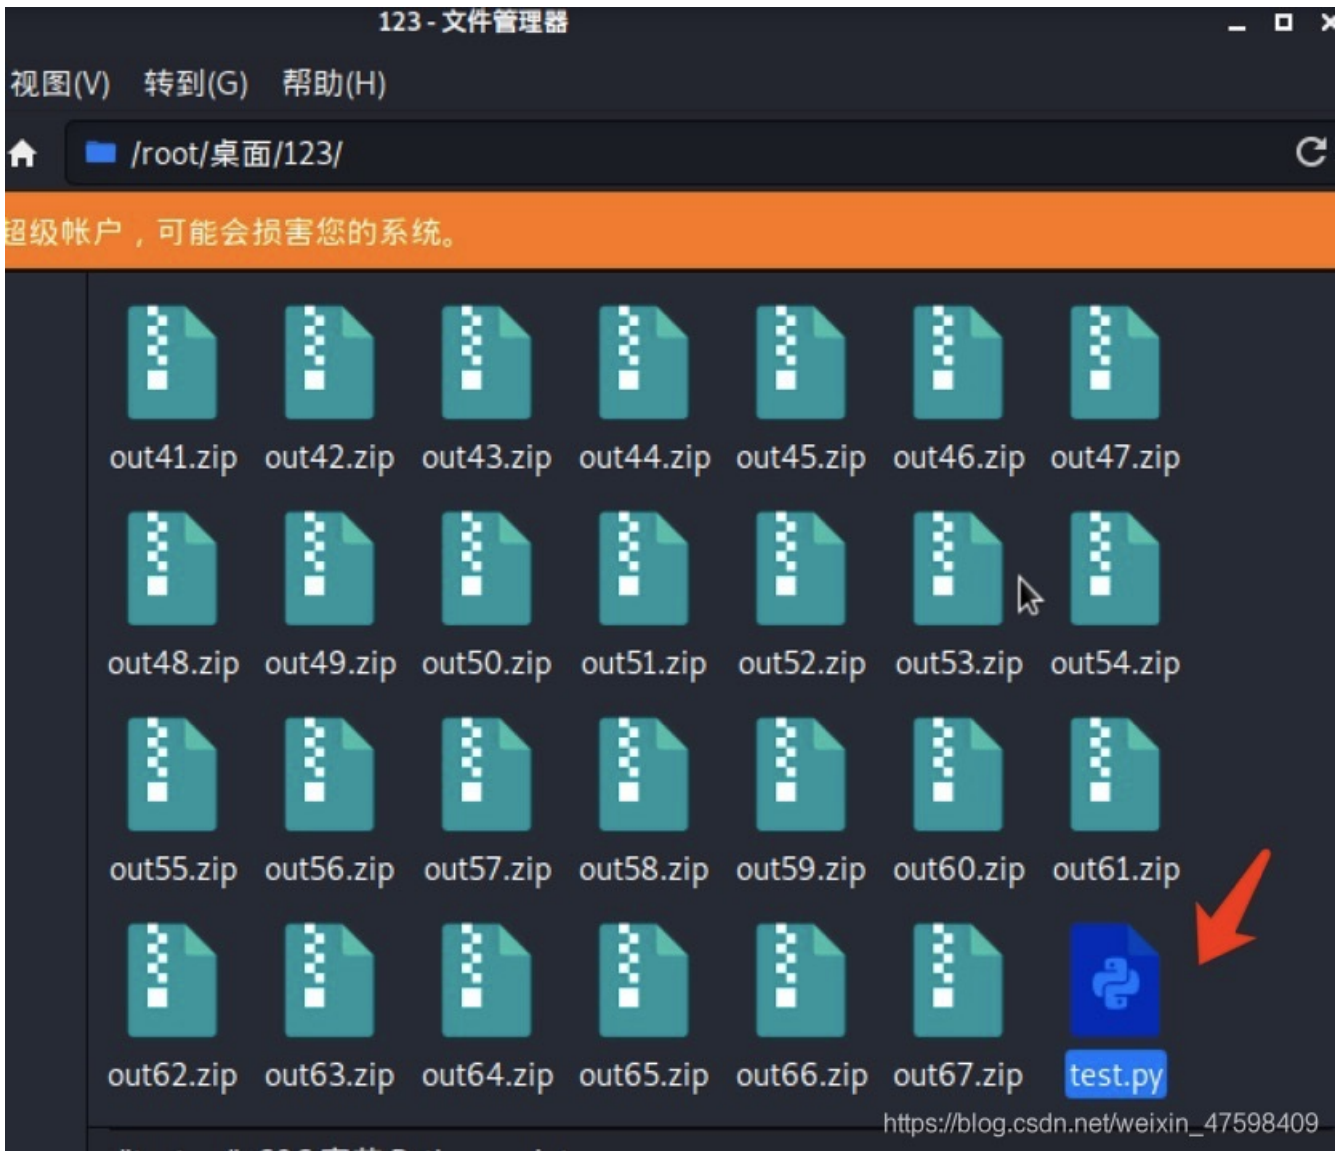 123 - 文件管理器
视图(V) 转到(G) 帮助(H)
/root/桌面/123/
超级帐户，可能会损害您的系统。
out41.zip out42.zip out43.zip out44.zip out45.zip out46.zip out47.zip
out48.zip out49.zip out50.zip out51.zip out52.zip out53.zip out54.zip
out55.zip out56.zip out57.zip out58.zip out59.zip out60.zip out61.zip
out62.zip out63.zip out64.zip out65.zip out66.zip out67.zip test.py
https://blog.csdn.net/weixin_47598409